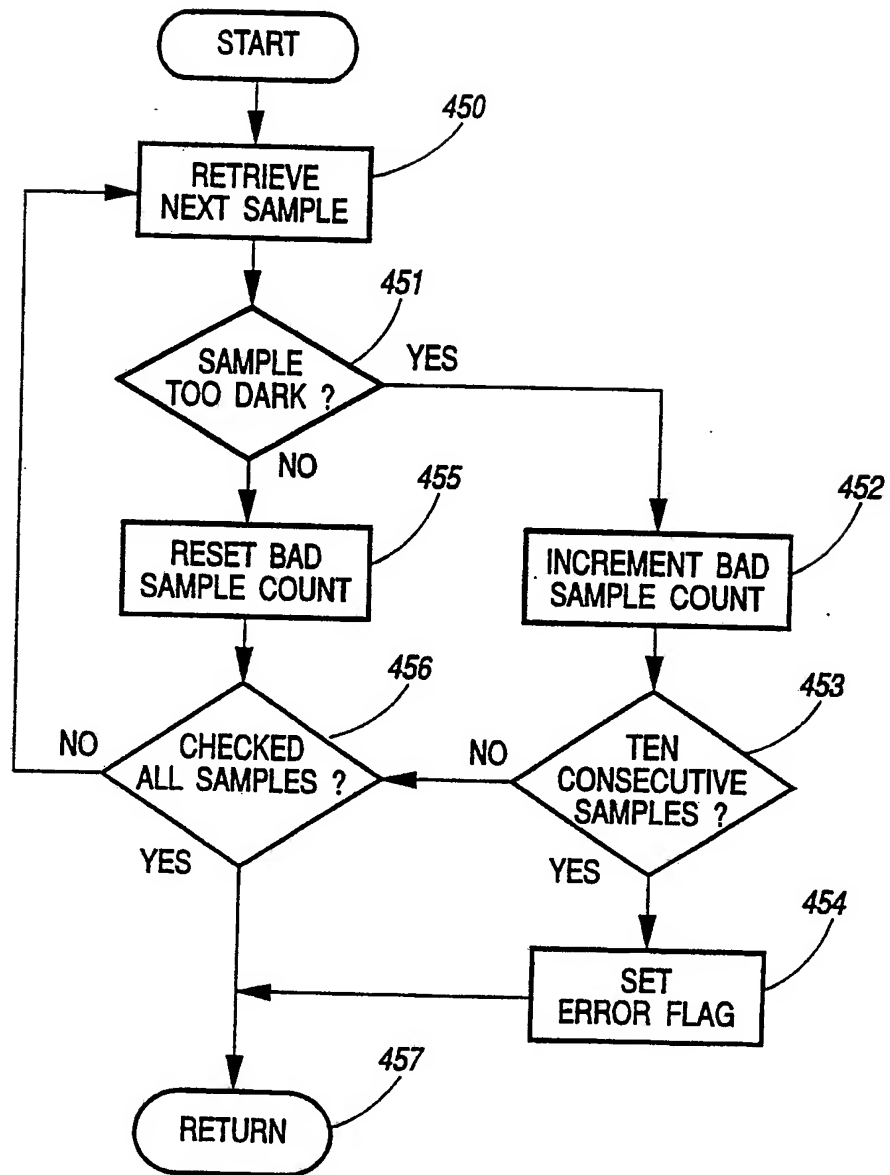 START
450
RETRIEVE
NEXT SAMPLE
451
SAMPLE
TOO DARK ?
YES
NO
455
RESET BAD
SAMPLE COUNT
452
INCREMENT BAD
SAMPLE COUNT
456
CHECKED
ALL SAMPLES ?
NO
YES
453
TEN
CONSECUTIVE
SAMPLES ?
NO
YES
454
SET
ERROR FLAG
457
RETURN